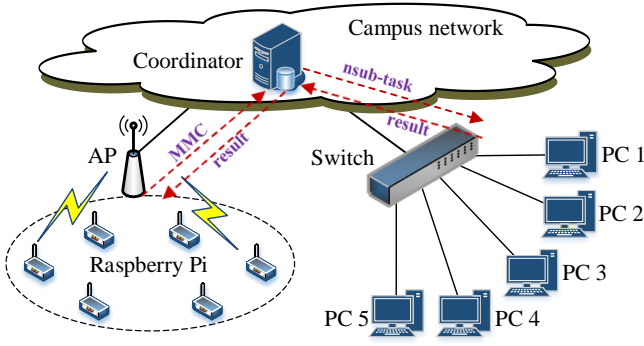 Campus network
Coordinator
nsub-task
MMC
result
result
AP
Switch
PC 1
PC 2
Raspberry Pi
PC 3
PC 5
PC 4